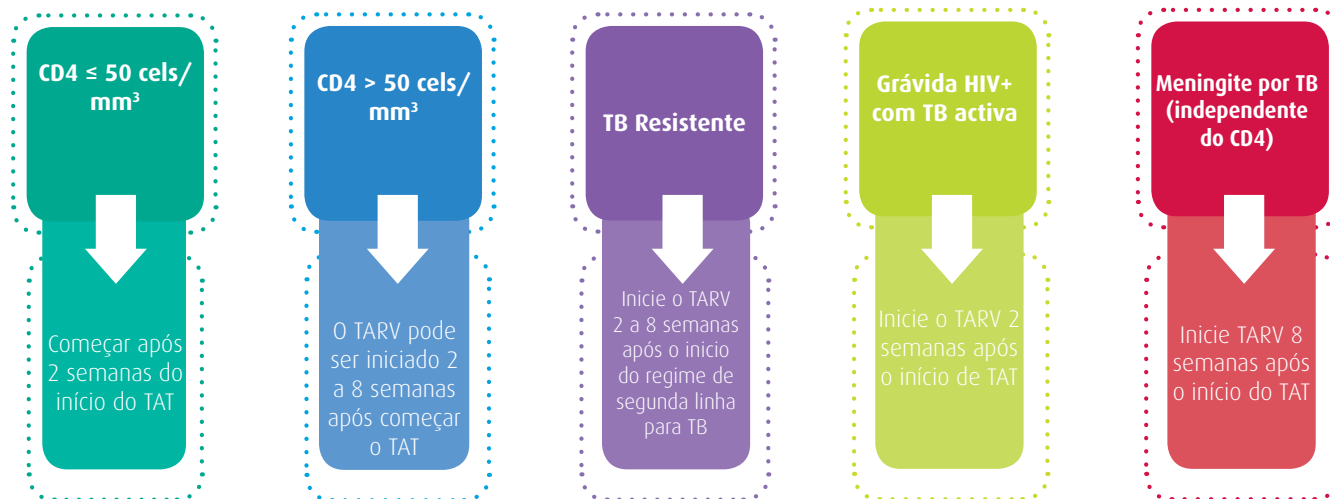 CD4 ≤ 50 cels/
mm³
Começar após
2 semanas do
início do TAT
CD4 > 50 cels/
mm³
O TARV pode
ser iniciado 2
a 8 semanas
após começar
o TAT
TB Resistente
Inicie o TARV
2 a 8 semanas
após o inicio
do regime de
segunda linha
para TB
Grávida HIV+
com TB activa
Inicie o TARV 2
semanas após
o início de TAT
Meningite por TB
(independente
do CD4)
Inicie TARV 8
semanas após
o início do TAT